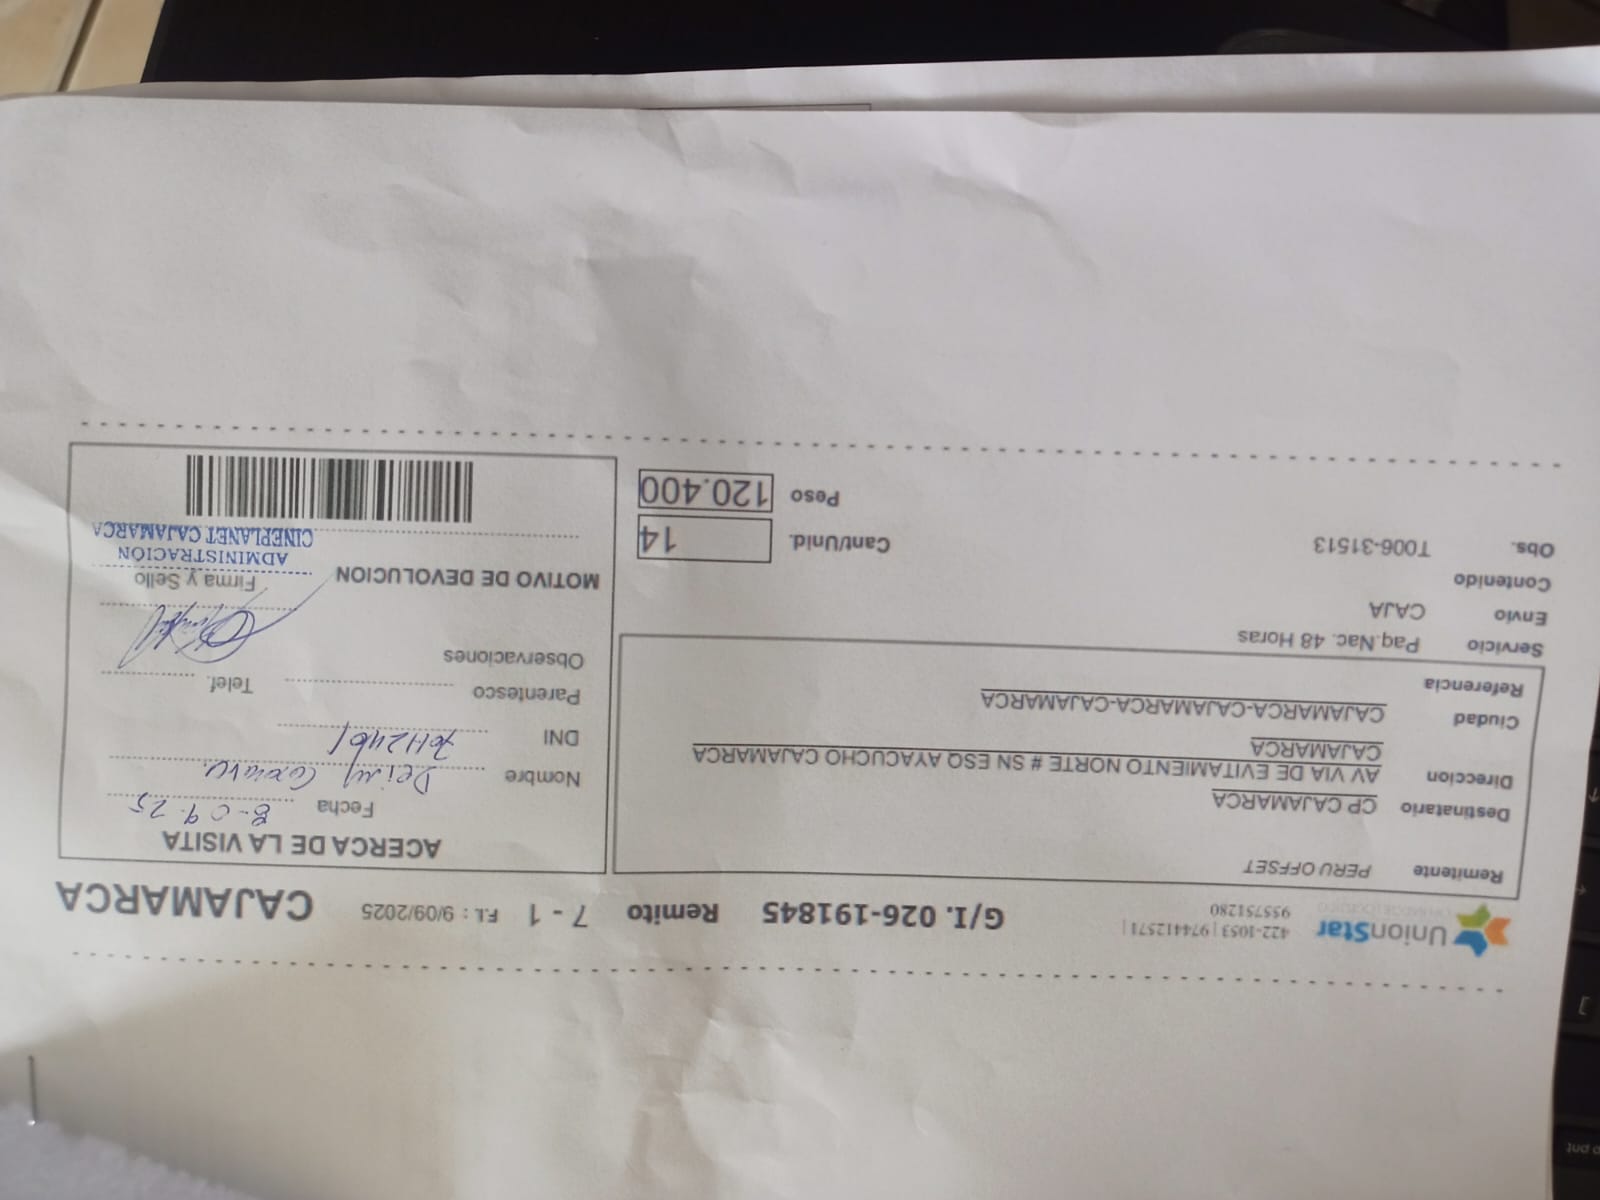 UnionStar
422-1053 | 974412571 |
955751280
G/I. 026-191845 Remito 7 - 1 F.I. : 9/09/2025 CAJAMARCA
Remitente PERU OFFSET
Destinatario CP CAJAMARCA
Direccion AV VIA DE EVITAMIENTO NORTE # SN ESQ AYACUCHO CAJAMARCA
CAJAMARCA
Ciudad CAJAMARCA-CAJAMARCA-CAJAMARCA
Referencia
Servicio Paq.Nac. 48 Horas
Envio CAJA
Contenido
Obs. T006-31513
Cant/Unid. 14
Peso 120.400
ACERCA DE LA VISITA
Fecha 8-09-25
Nombre
DNI
Parentesco Telef.
Observaciones
Firma y Sello
MOTIVO DE DEVOLUCION
ADMINISTRACIÓN
CINEPLANET CAJAMARCA